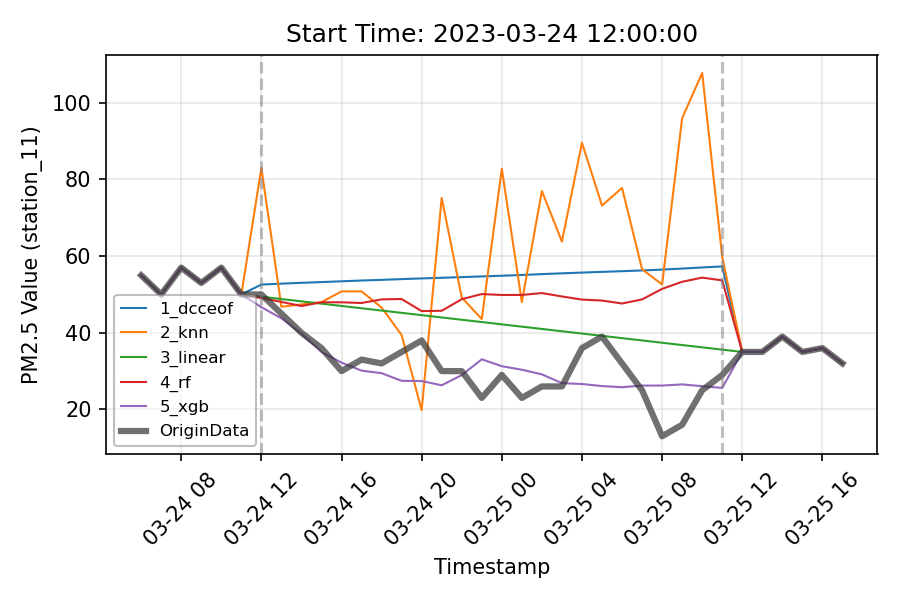 Start Time: 2023-03-24 12:00:00
PM2.5 Value (station_11)
100
80
60
40
20
1_dcceof
2_knn
3_linear
4_rf
5_xgb
OriginData
03-24 08
03-24 12
03-24 16
03-24 20
03-25 00
03-25 04
03-25 08
03-25 12
03-25 16
Timestamp